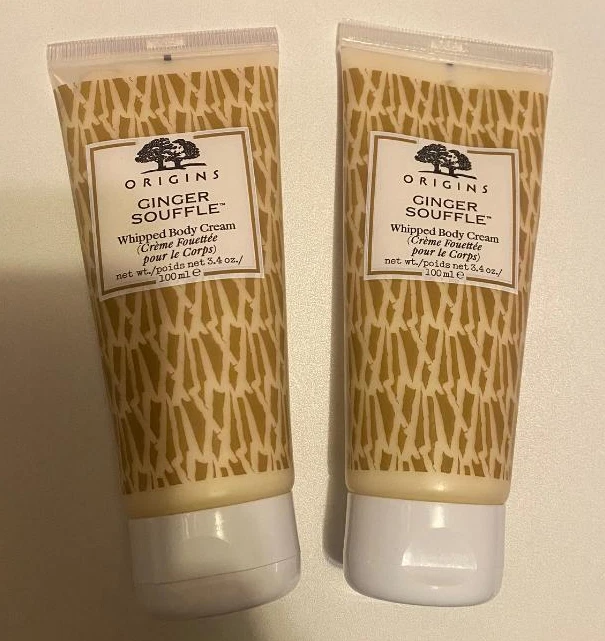 ORIGINS
GINGER
SOUFFLE™
Whipped Body Cream
(Crème Fouettée
pour le Corps)
net wt./poids net 3.4 oz./
100 ml ℮
ORIGINS
GINGER
SOUFFLE™
Whipped Body Cream
(Crème Fouettée
pour le Corps)
net wt./poids net 3.4 oz./
100 ml ℮